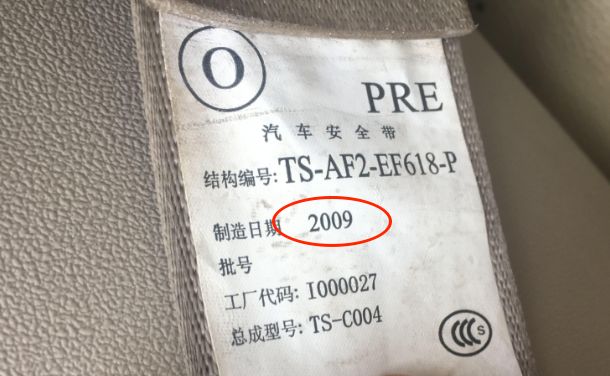 O
PRE
汽车安全带
结构编号: TS-AF2-EF618-P
制造日期 2009
批号
工厂代码: I000027
总成型号: TS-C004
CCC S